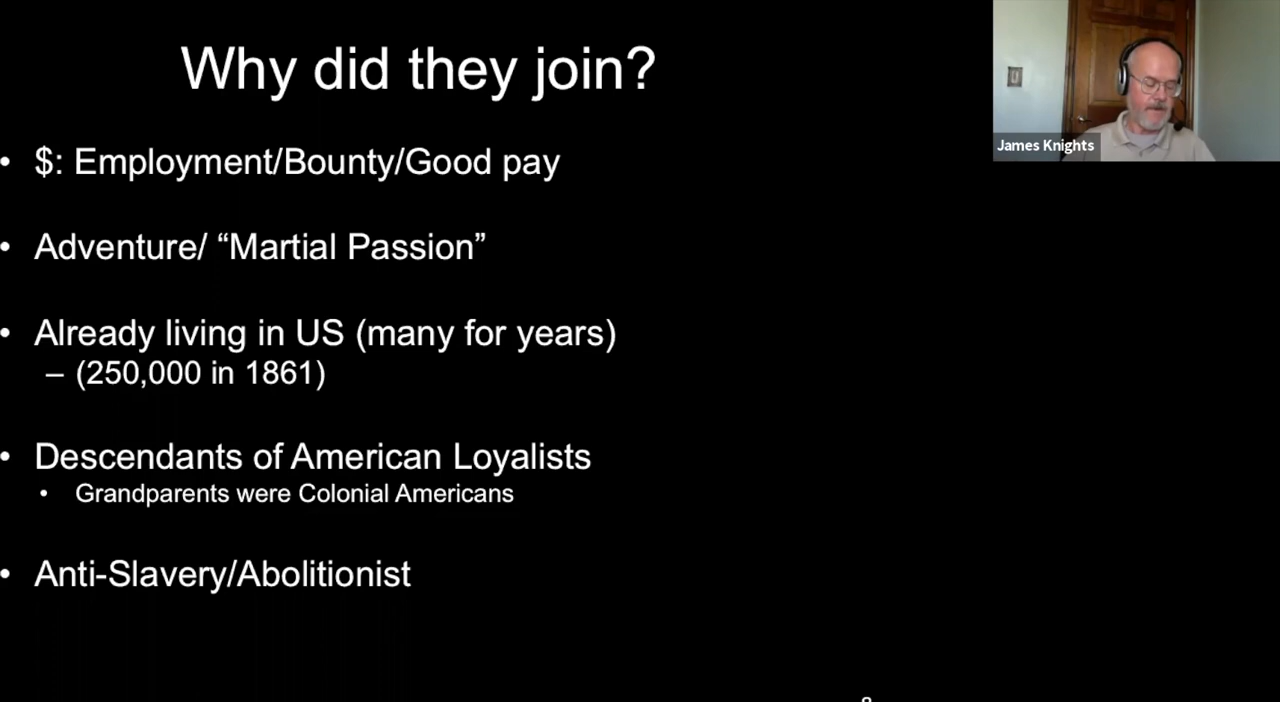 Why did they join?
• $: Employment/Bounty/Good pay
• Adventure/ “Martial Passion”
• Already living in US (many for years)
– (250,000 in 1861)
• Descendants of American Loyalists
• Grandparents were Colonial Americans
• Anti-Slavery/Abolitionist
James Knights